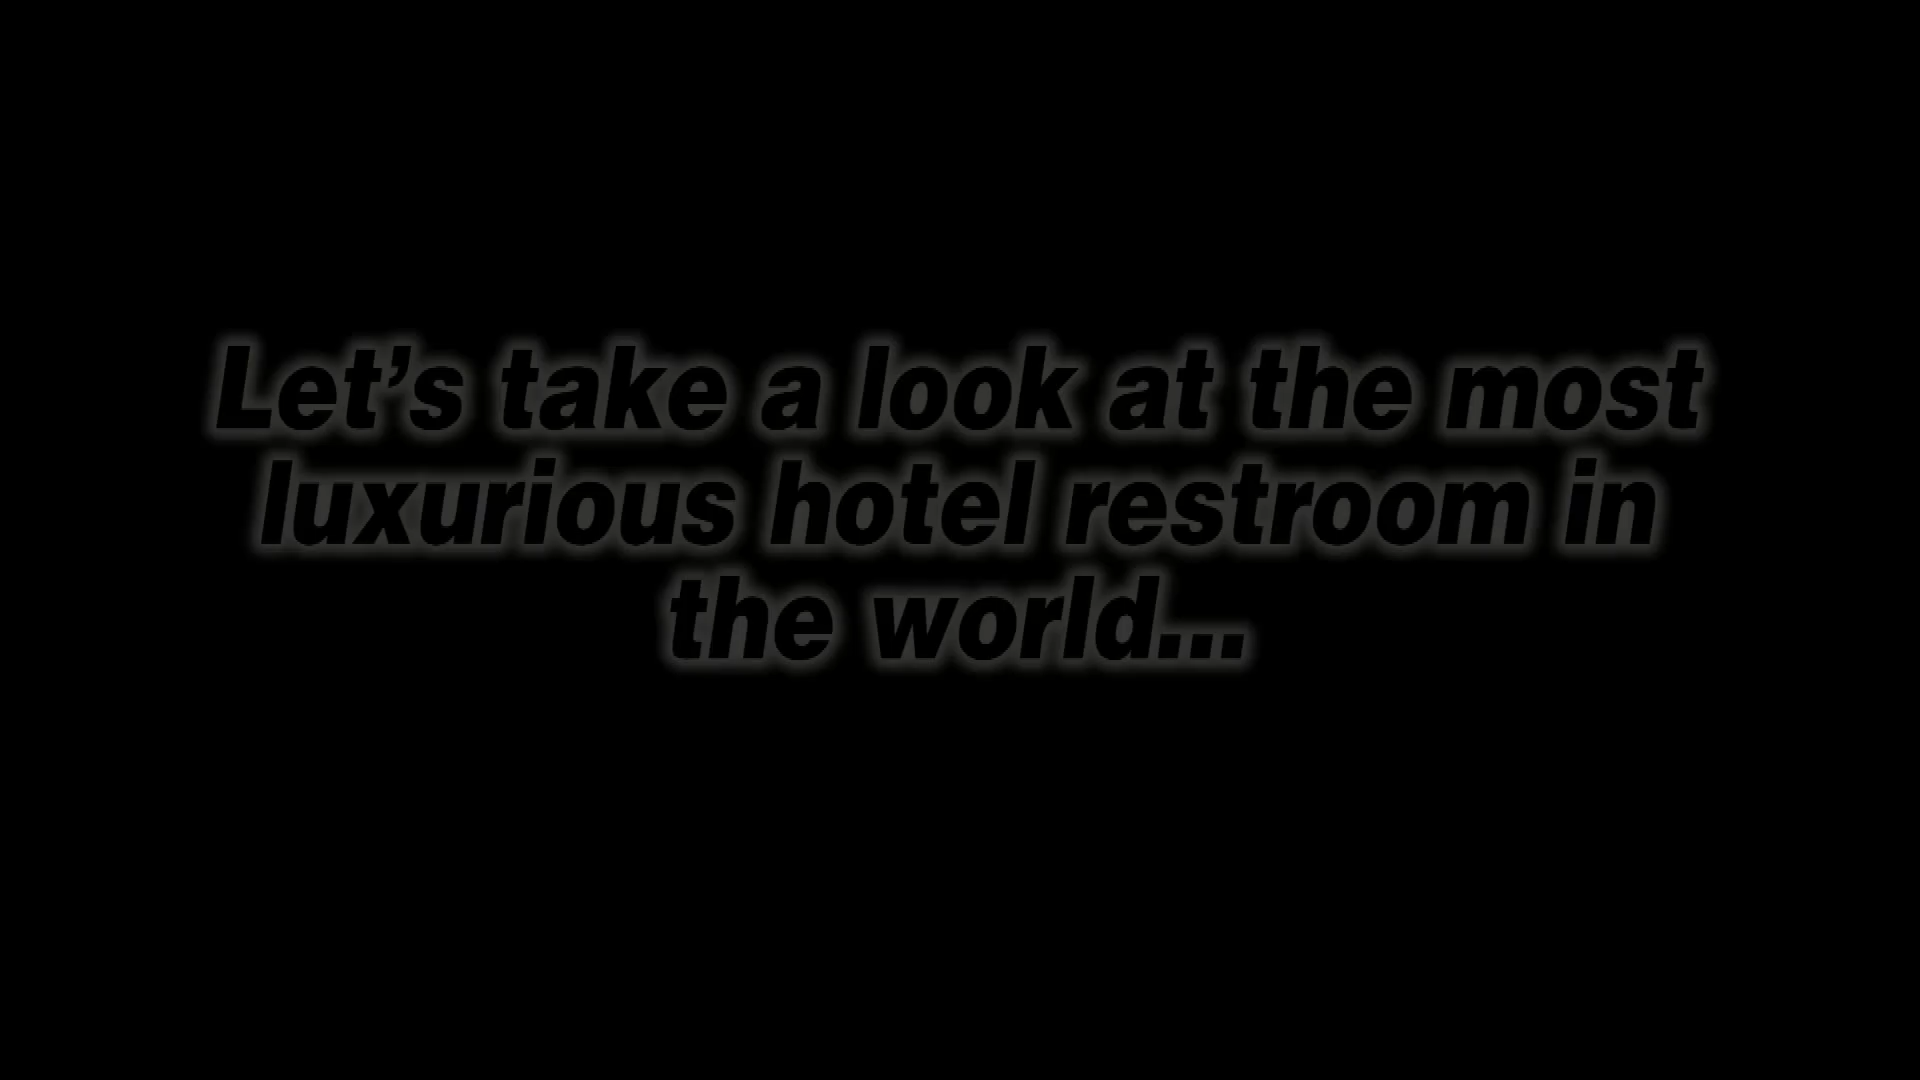 Let’s take a look at the most
luxurious hotel restroom in
the world...